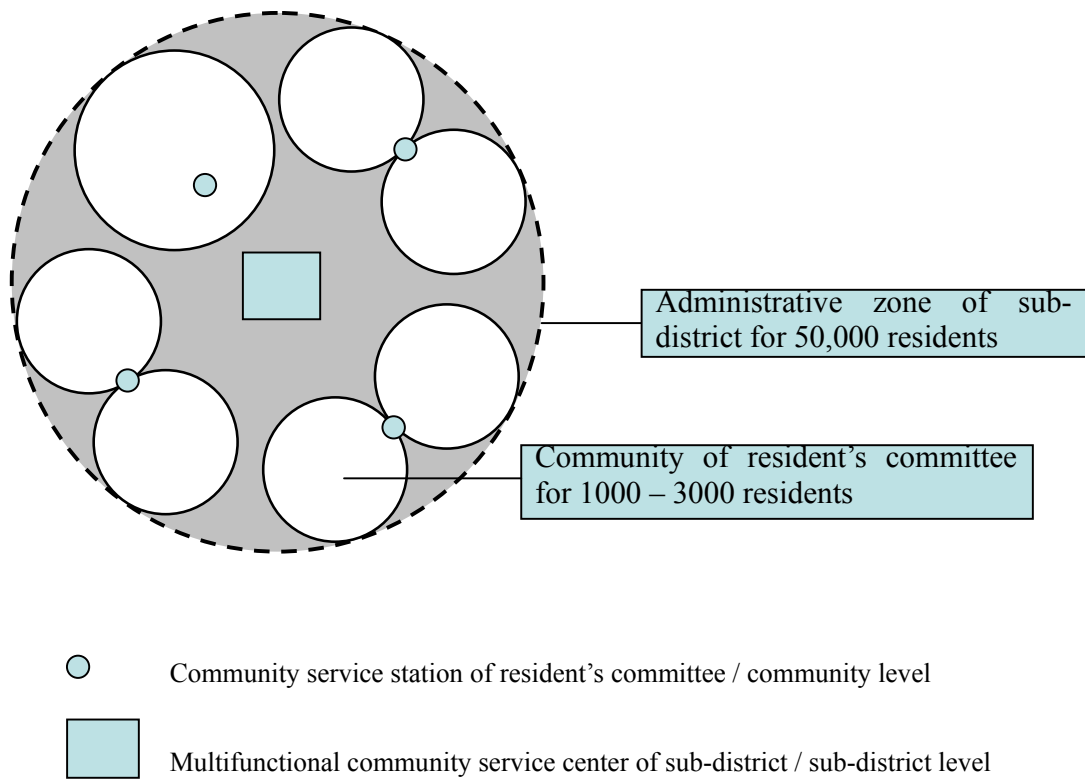 Administrative zone of sub-
district for 50,000 residents
Community of resident’s committee
for 1000 – 3000 residents
Community service station of resident’s committee / community level
Multifunctional community service center of sub-district / sub-district level